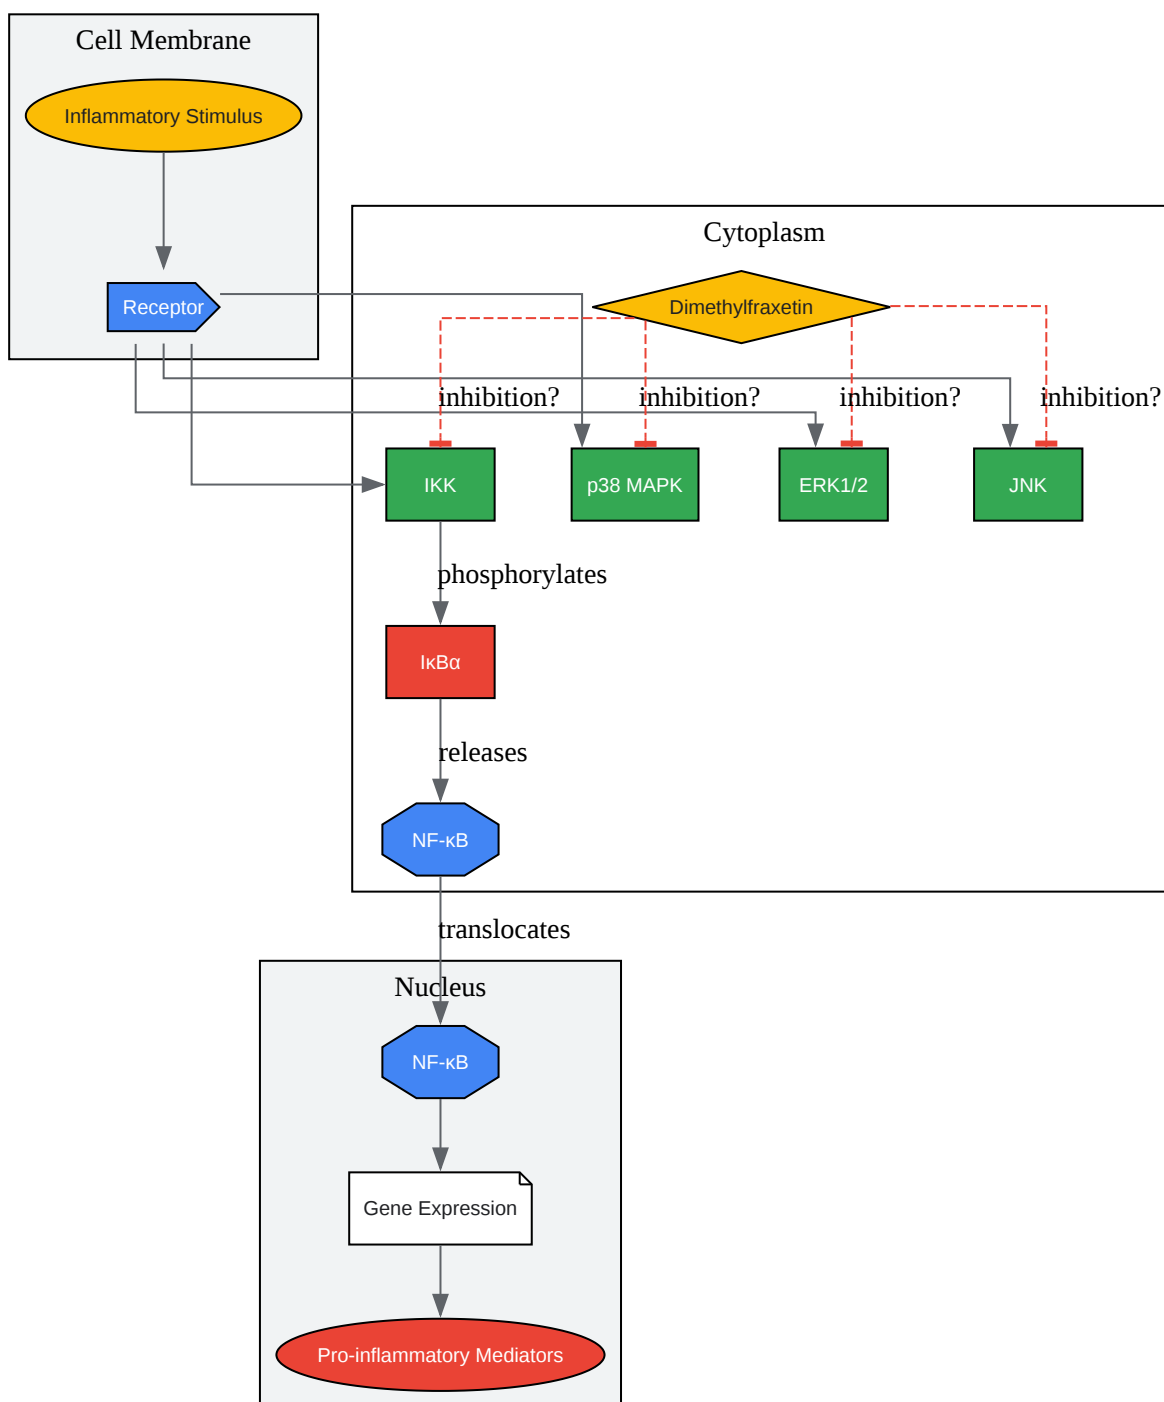 Cell Membrane
Inflammatory Stimulus
Cytoplasm
Receptor
Dimethylfraxetin
inhibition?
inhibition?
inhibition?
inhibition?
IKK
p38 MAPK
ERK1/2
JNK
phosphorylates
IκBα
releases
NF-κB
translocates
Nucleus
NF-κB
Gene Expression
Pro-inflammatory Mediators